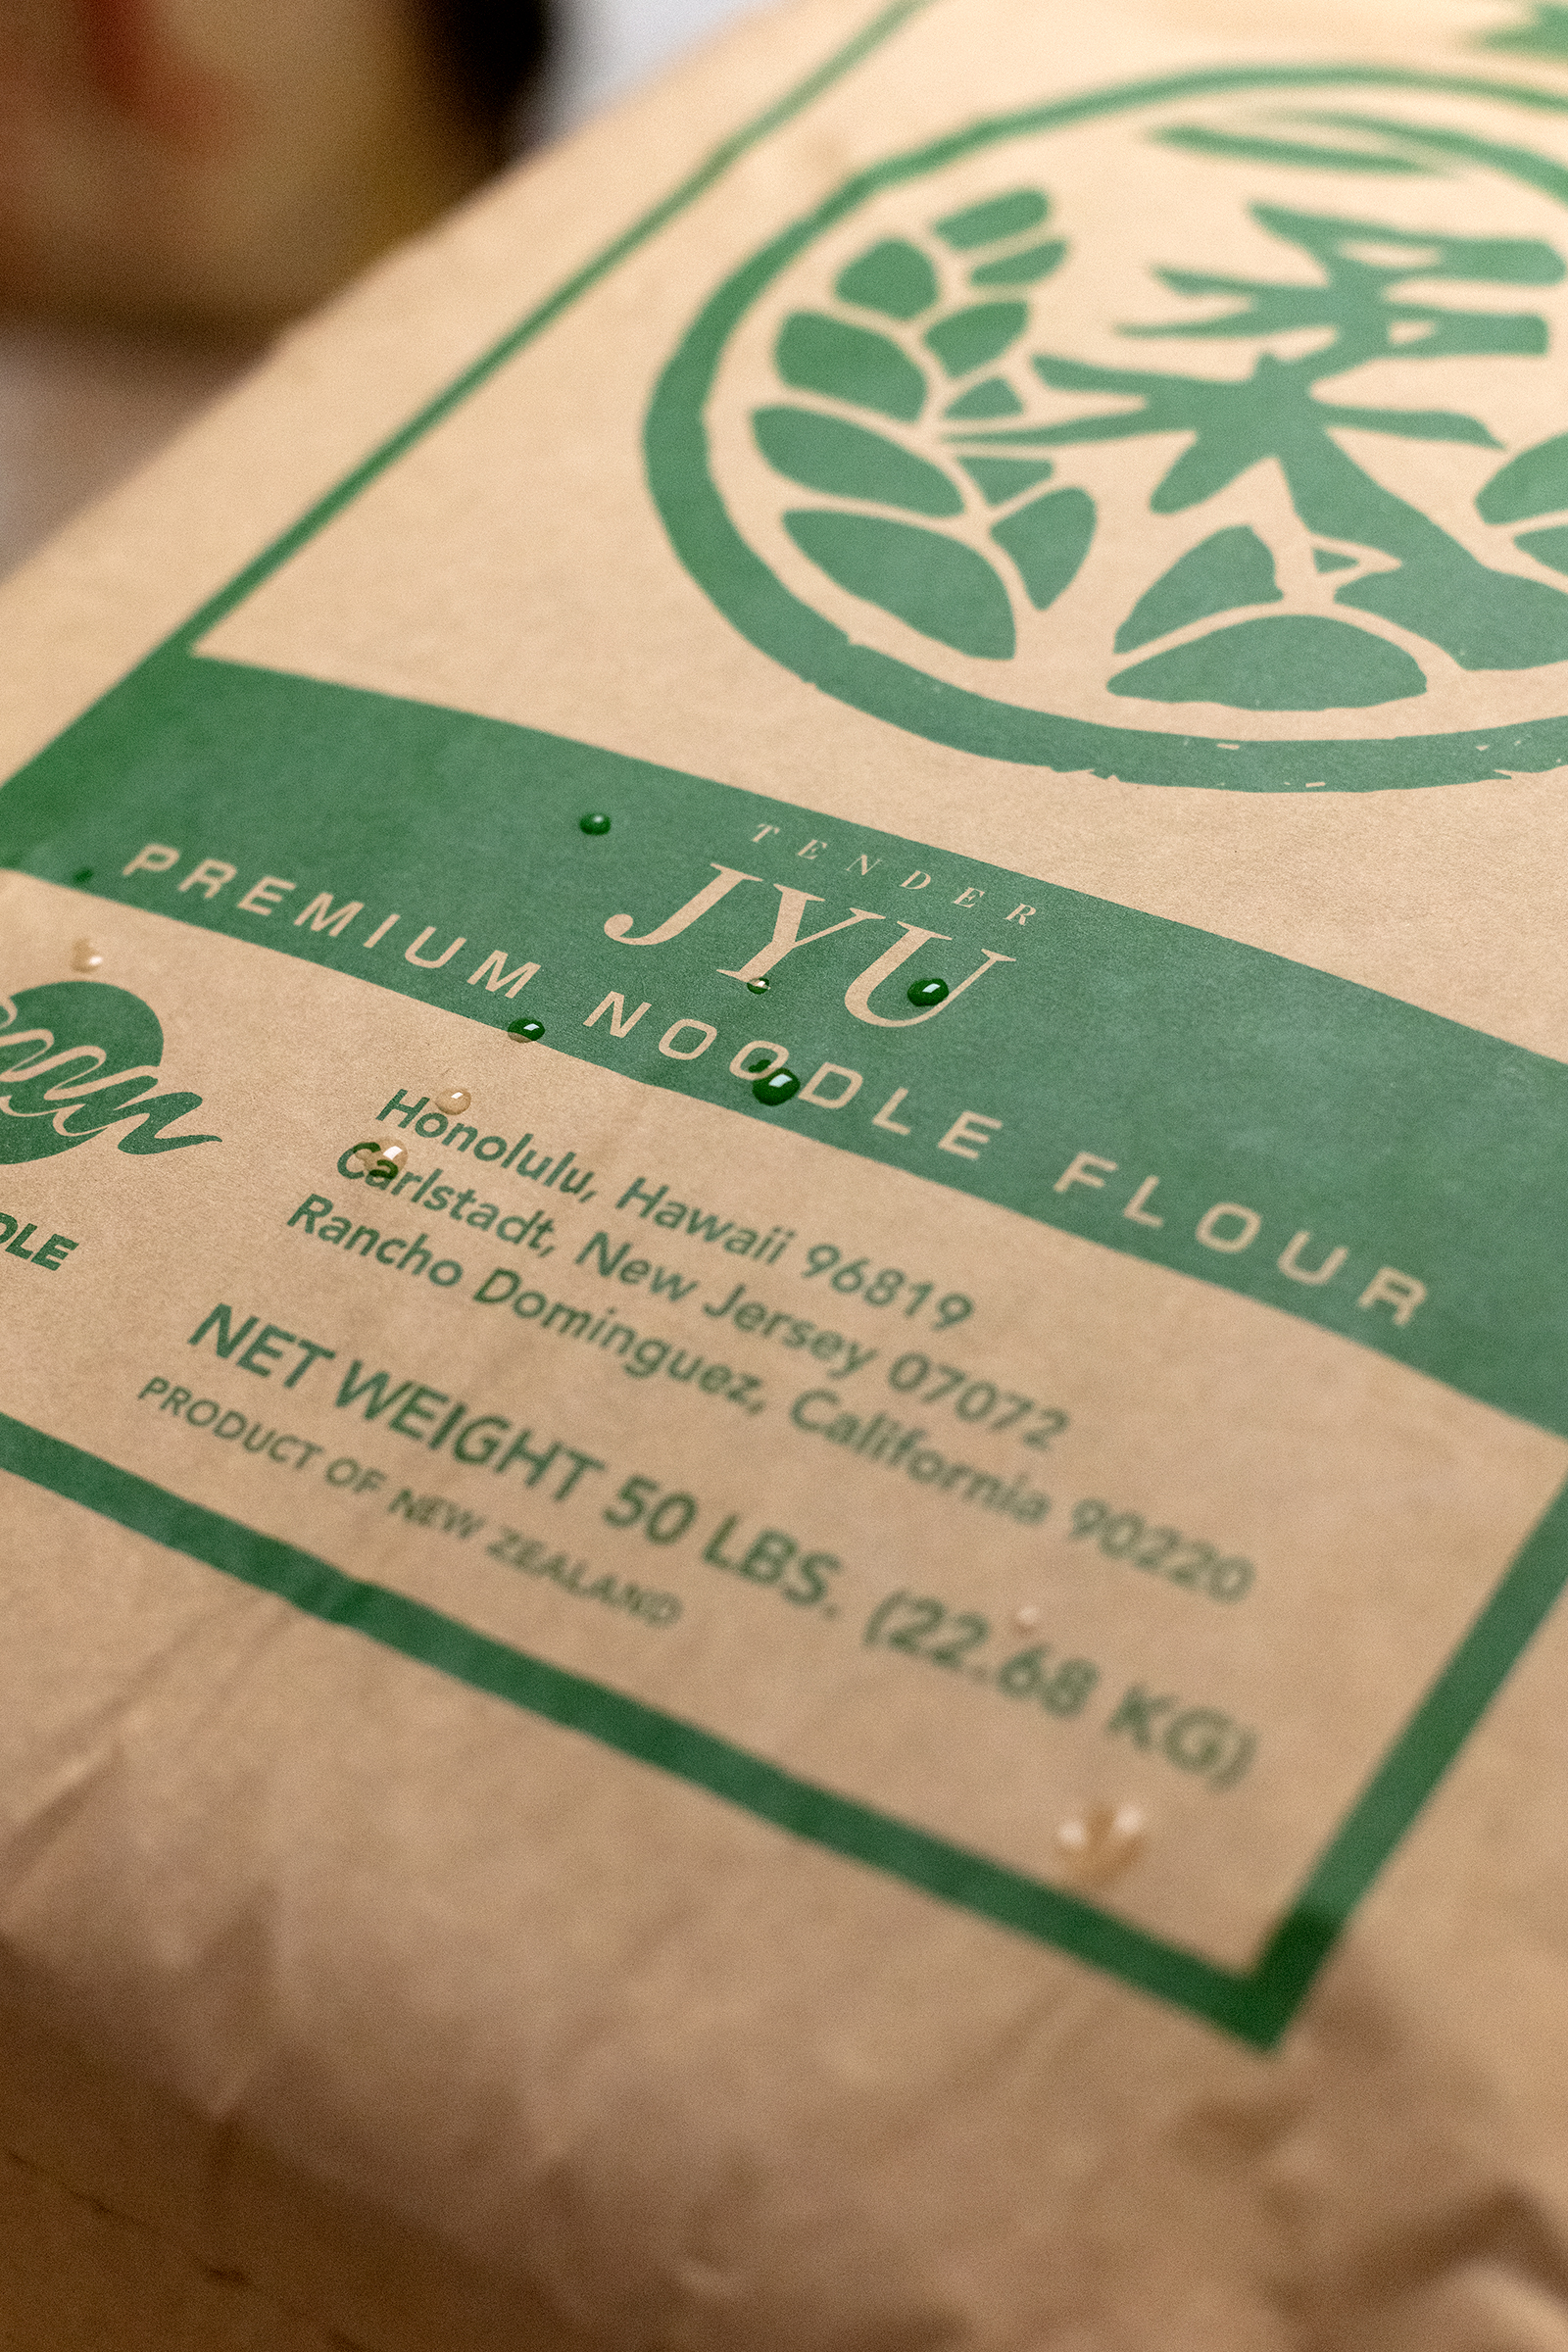 TENDER
JYU
PREMIUM NOODLE FLOUR
Honolulu, Hawaii 96819
Carlstadt, New Jersey 07072
Rancho Dominguez, California 90220
NET WEIGHT 50 LBS. (22.68 KG)
PRODUCT OF NEW ZEALAND